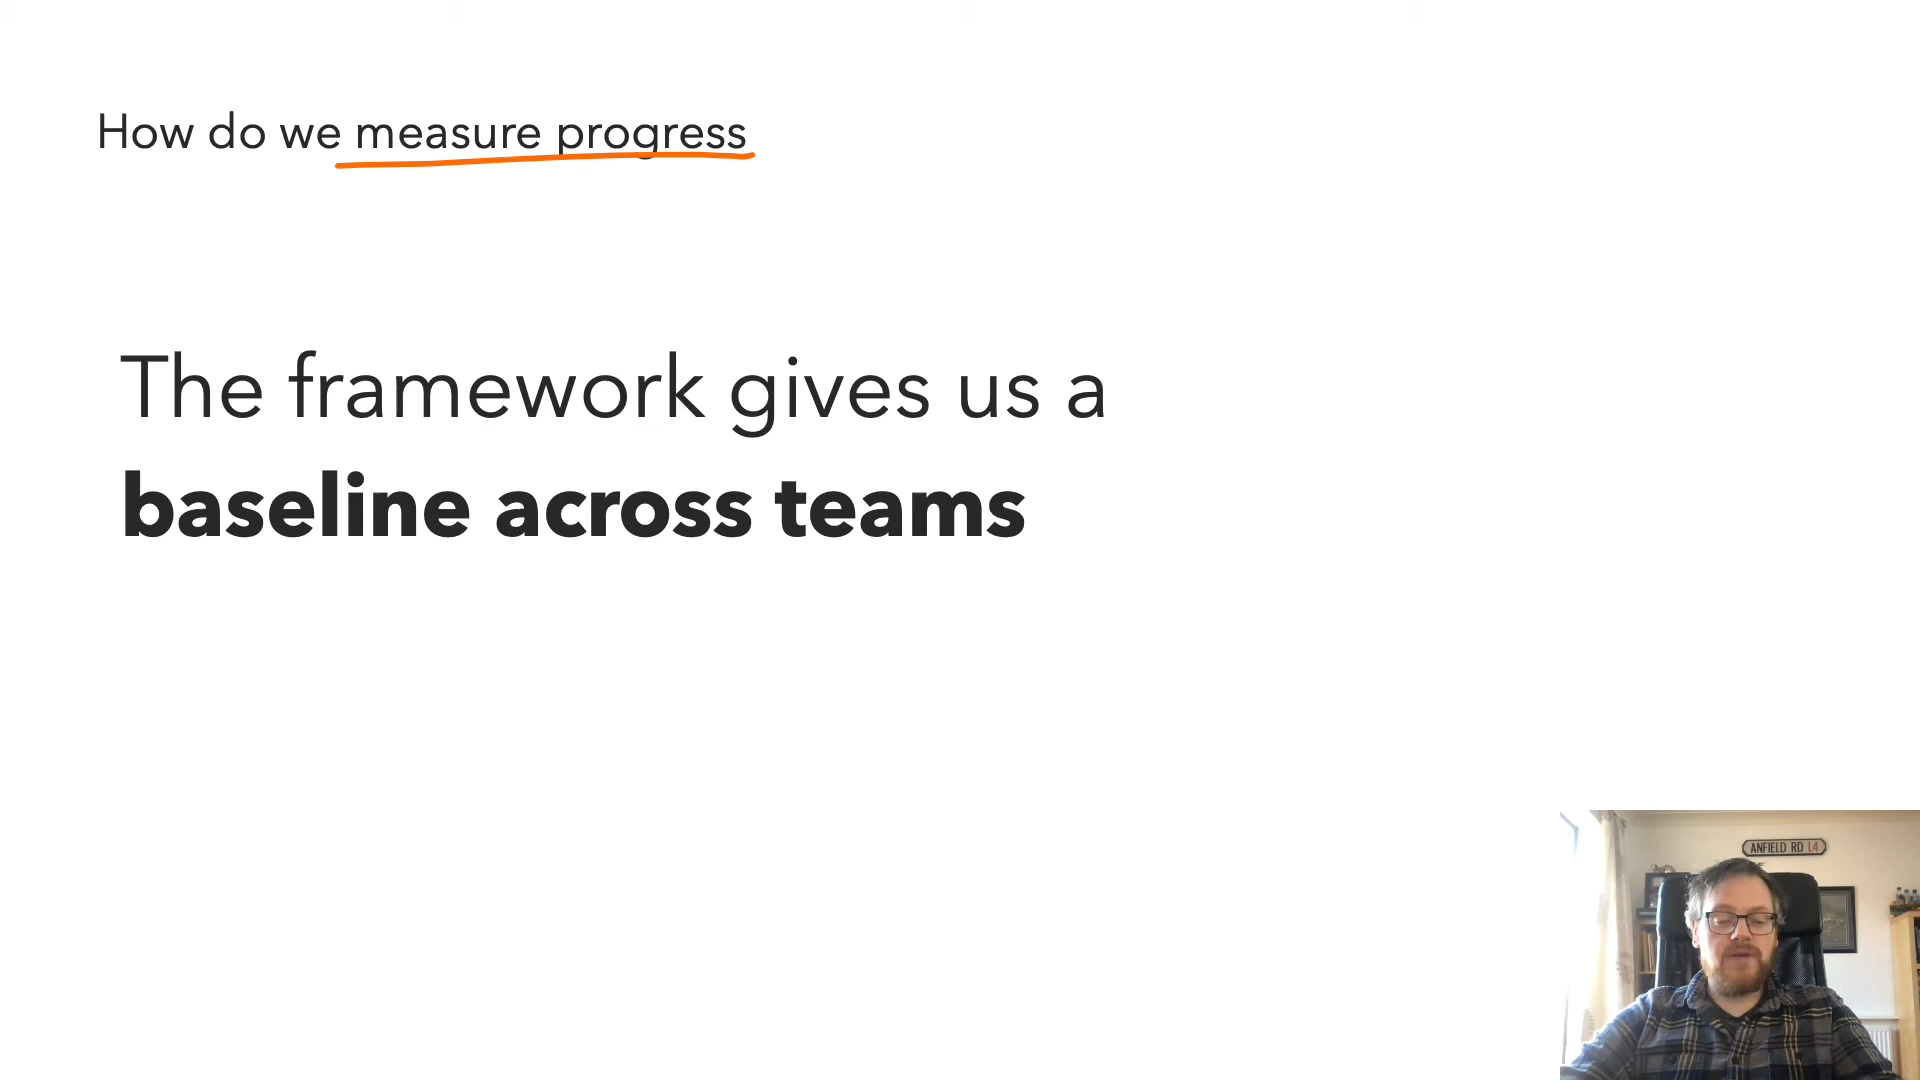 How do we measure progress
The framework gives us a
baseline across teams
ANFIELD RD L4